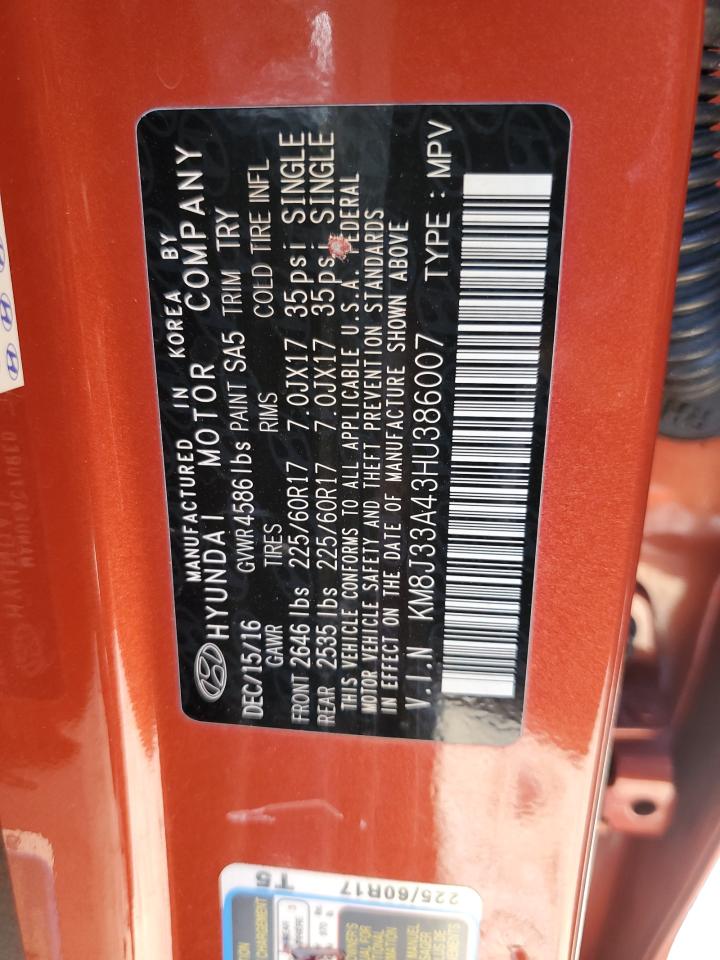 MANUFACTURED IN KOREA BY
HYUNDAI MOTOR COMPANY
DEC/15/16 GVWR 4586lbs PAINT SA5 TRIM TRY
GAWR TIRES RIMS COLD TIRE INFL
FRONT 2646 lbs 225/60R17 7.0JX17 35psi SINGLE
REAR 2535 lbs 225/60R17 7.0JX17 35psi SINGLE
THIS VEHICLE CONFORMS TO ALL APPLICABLE U.S.A. FEDERAL
MOTOR VEHICLE SAFETY AND THEFT PREVENTION STANDARDS
IN EFFECT ON THE DATE OF MANUFACTURE SHOWN ABOVE
V.I.N KM8J33A43HU386007 TYPE : MPV
T5
225/60R17